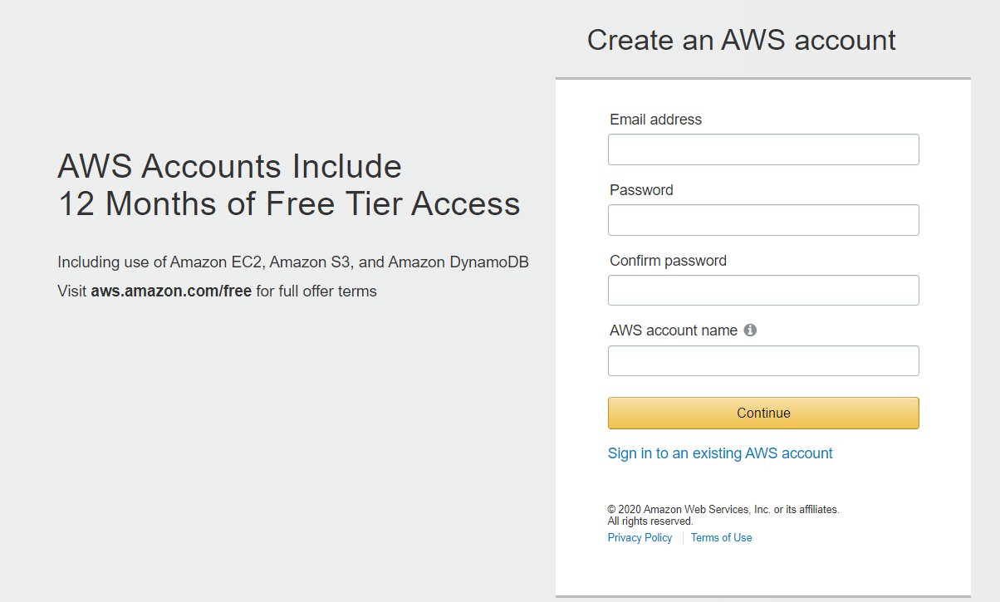 Create an AWS account
AWS Accounts Include
12 Months of Free Tier Access
Including use of Amazon EC2, Amazon S3, and Amazon DynamoDB
Visit aws.amazon.com/free for full offer terms
Email address
Password
Confirm password
AWS account name
Continue
Sign in to an existing AWS account
© 2020 Amazon Web Services, Inc. or its affiliates.
All rights reserved.
Privacy Policy | Terms of Use